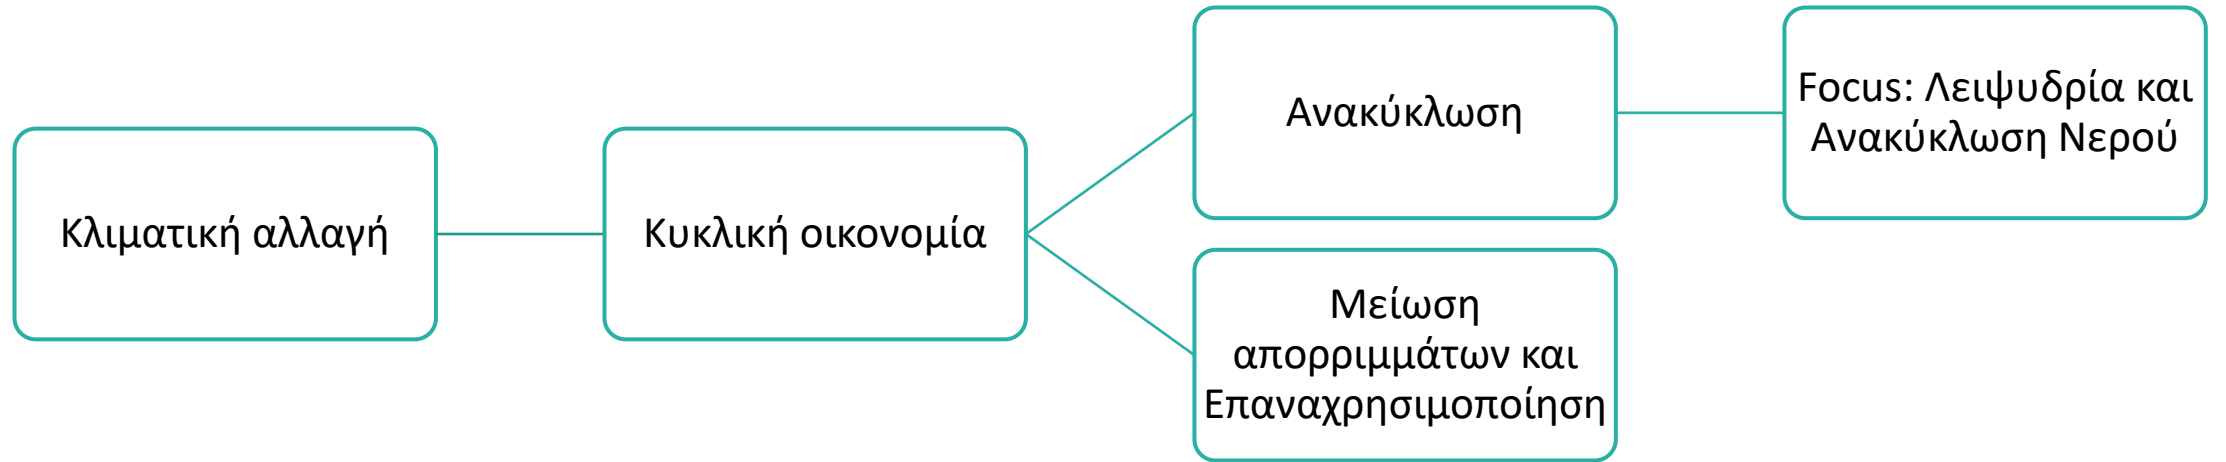 Κλιματική αλλαγή
Κυκλική οικονομία
Ανακύκλωση
Focus: Λειψυδρία και
Ανακύκλωση Νερού
Μείωση
απορριμμάτων και
Επαναχρησιμοποίηση